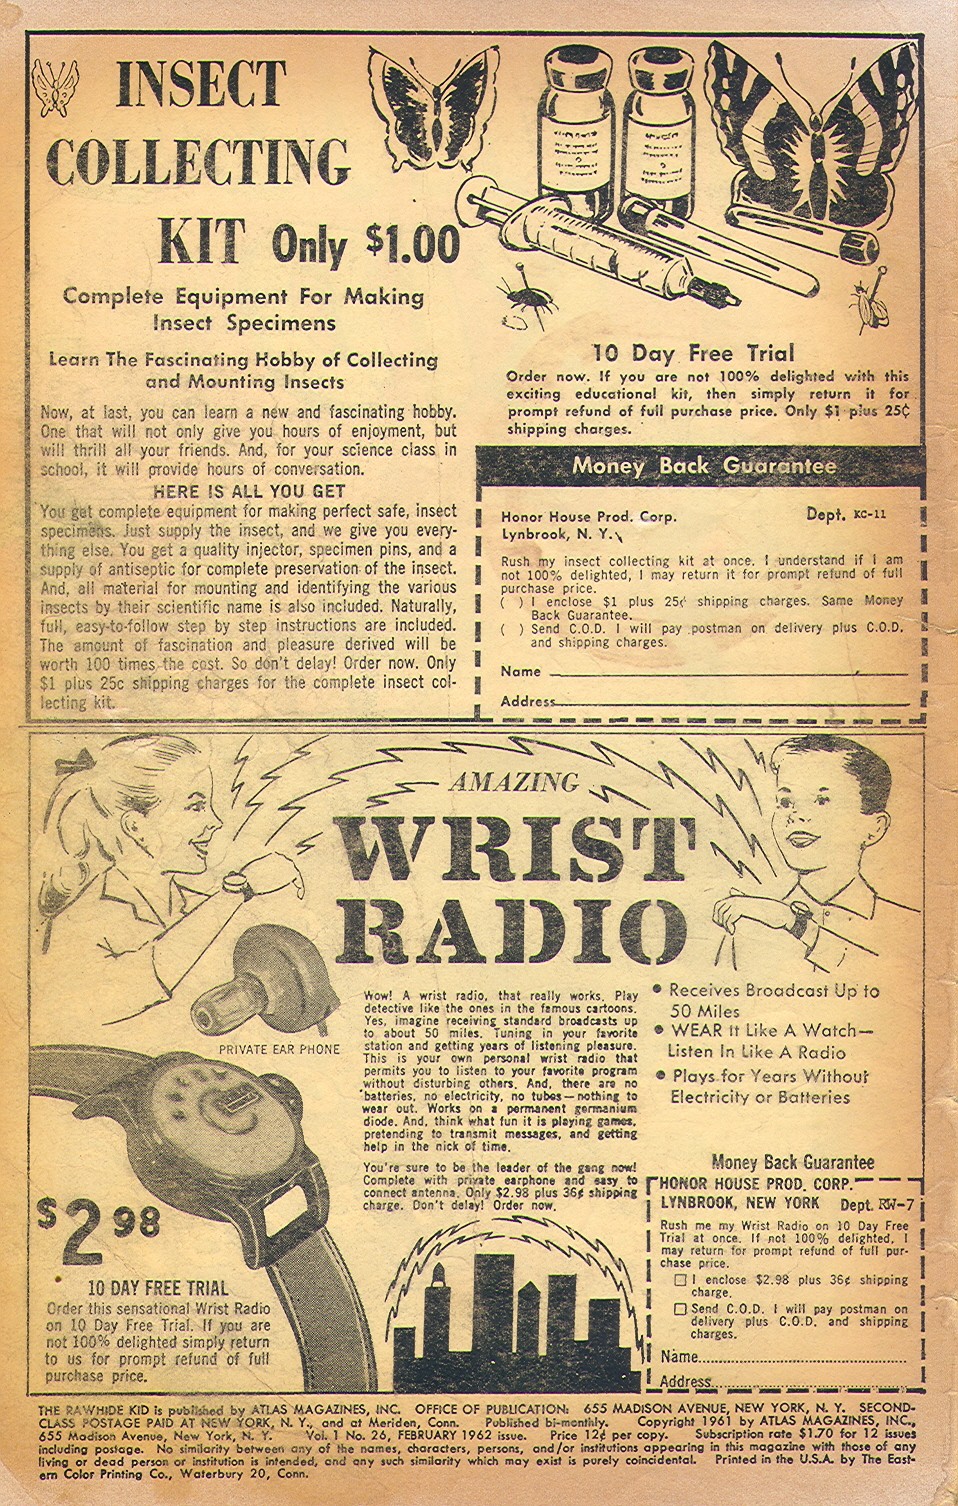 INSECT
COLLECTING
KIT Only $1.00
Complete Equipment For Making
Insect Specimens
Learn The Fascinating Hobby of Collecting
and Mounting Insects
Now, at last, you can learn a new and fascinating hobby.
One that will not only give you hours of enjoyment, but
will thrill all your friends. And, for your science class in
school, it will provide hours of conversation.
HERE IS ALL YOU GET
You get complete equipment for making perfect safe, insect
specimens. Just supply the insect, and we give you every-
thing else. You get a quality injector, specimen pins, and a
supply of antiseptic for complete preservation of the insect.
And, all material for mounting and identifying the various
insects by their scientific name is also included. Naturally,
full, easy-to-follow step by step instructions are included.
The amount of fascination and pleasure derived will be
worth 100 times the cost. So don't delay! Order now. Only
$1 plus 25c shipping charges for the complete insect col-
lecting kit.
10 Day Free Trial
Order now. If you are not 100% delighted with this
exciting educational kit, then simply return it for
prompt refund of full purchase price. Only $1 plus 25¢
shipping charges.
Money Back Guarantee
Honor House Prod. Corp. Dept. KC-11
Lynbrook, N. Y.
Rush my insect collecting kit at once. I understand if I am
not 100% delighted, I may return it for prompt refund of full
purchase price.
( ) I enclose $1 plus 25¢ shipping charges. Same Money
Back Guarantee.
( ) Send C.O.D. I will pay postman on delivery plus C.O.D.
and shipping charges.
Name
Address
AMAZING
WRIST
RADIO
PRIVATE EAR PHONE
Wow! A wrist radio, that really works. Play
detective like the ones in the famous cartoons.
Yes, imagine receiving standard broadcasts up
to about 50 miles. Tuning in your favorite
station and getting years of listening pleasure.
This is your own personal wrist radio that
permits you to listen to your favorite program
without disturbing others. And, there are no
batteries, no electricity, no tubes—nothing to
wear out. Works on a permanent germanium
diode. And, think what fun it is playing games,
pretending to transmit messages, and getting
help in the nick of time.
You're sure to be the leader of the gang now!
Complete with private earphone and easy to
connect antenna. Only $2.98 plus 36¢ shipping
charge. Don't delay! Order now.
• Receives Broadcast Up to
50 Miles
• WEAR It Like A Watch—
Listen In Like A Radio
• Plays for Years Without
Electricity or Batteries
$2 98
10 DAY FREE TRIAL
Order this sensational Wrist Radio
on 10 Day Free Trial. If you are
not 100% delighted simply return
to us for prompt refund of full
purchase price.
Money Back Guarantee
HONOR HOUSE PROD. CORP.
LYNBROOK, NEW YORK Dept. RW-7
Rush me my Wrist Radio on 10 Day Free
Trial at once. If not 100% delighted, I
may return for prompt refund of full pur-
chase price.
☐ I enclose $2.98 plus 36¢ shipping
charge.
☐ Send C.O.D. I will pay postman on
delivery plus C.O.D. and shipping
charges.
Name
Address
THE RAWHIDE KID is published by ATLAS MAGAZINES, INC. OFFICE OF PUBLICATION: 655 MADISON AVENUE, NEW YORK, N. Y. SECOND-
CLASS POSTAGE PAID AT NEW YORK, N. Y., and at Meriden, Conn. Published bi-monthly. Copyright 1961 by ATLAS MAGAZINES, INC.,
655 Madison Avenue, New York, N. Y. Vol. 1 No. 26, FEBRUARY 1962 issue. Price 12¢ per copy. Subscription rate $1.70 for 12 issues
including postage. No similarity between any of the names, characters, persons, and/or institutions appearing in this magazine with those of any
living or dead person or institution is intended, and any such similarity which may exist is purely coincidental. Printed in the U.S.A. by The East-
ern Color Printing Co., Waterbury 20, Conn.